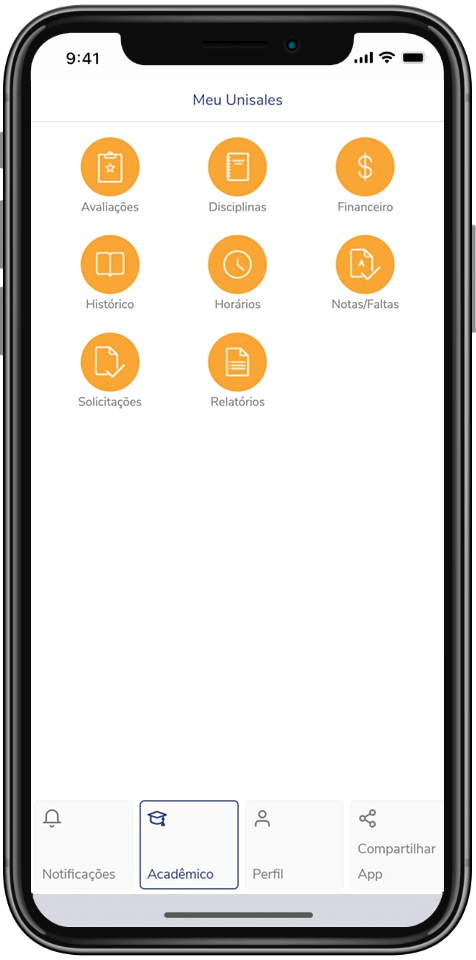 9:41
Meu Unisales
Avaliações
Disciplinas
Financeiro
Histórico
Horários
A
Notas/Faltas
Solicitações
Relatórios
Notificações
Acadêmico
Perfil
Compartilhar
App